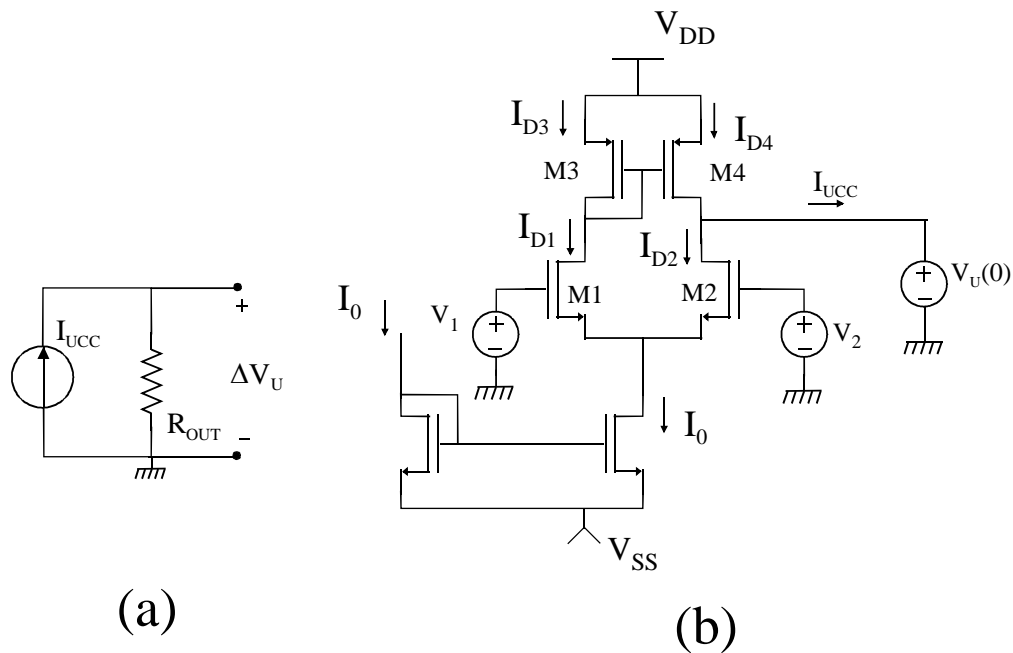 V_DD
I_D3
I_D4
M3
M4
I_UCC
I_D1
I_D2
I_0
V_1
M1
M2
V_2
V_U(0)
+
−
+
−
+
−
I_UCC
R_OUT
+
ΔV_U
−
I_0
V_SS
(a)
(b)